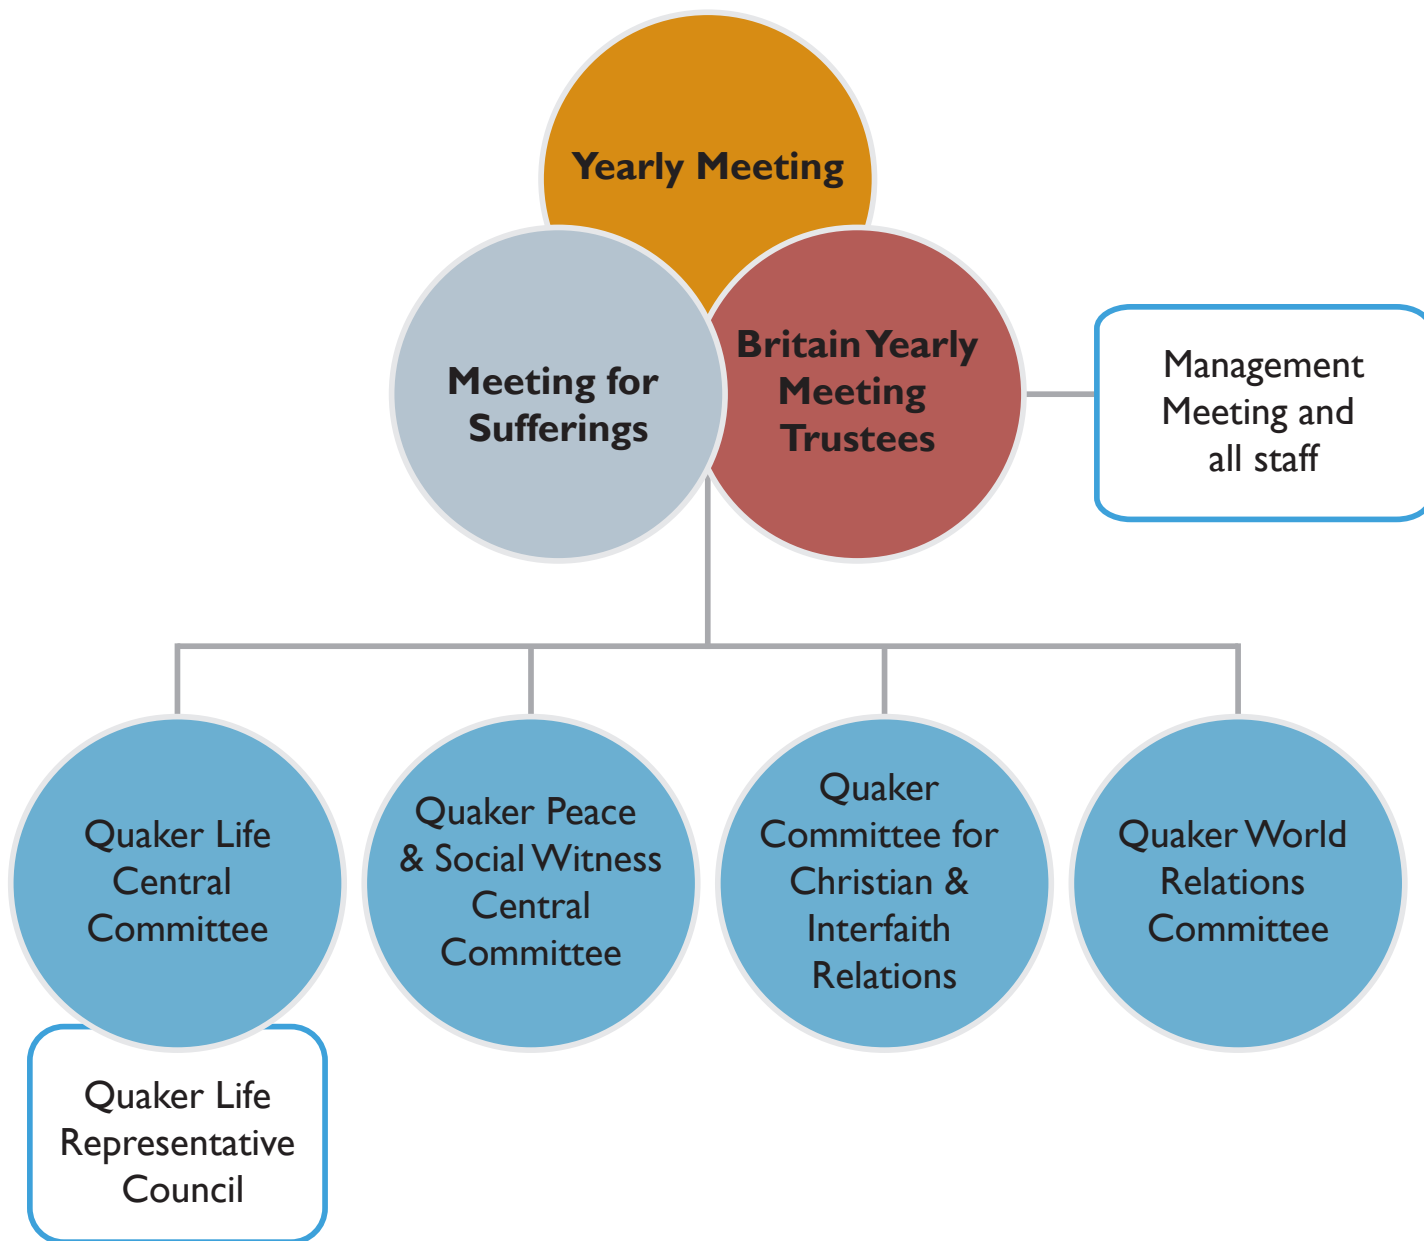 Yearly Meeting
Meeting for
Sufferings
Britain Yearly
Meeting
Trustees
Management
Meeting and
all staff
Quaker Life
Central
Committee
Quaker Peace
& Social Witness
Central
Committee
Quaker
Committee for
Christian &
Interfaith
Relations
Quaker World
Relations
Committee
Quaker Life
Representative
Council